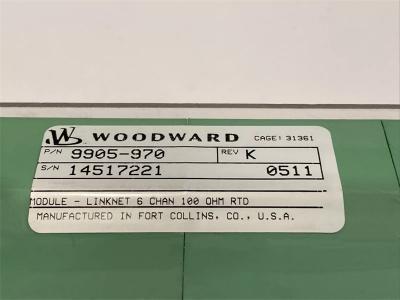 W WOODWARD CAGE: 31361
P/N 9905-970 REV K
S/N 14517221 0511
MODULE - LINKNET 6 CHAN 100 OHM RTD
MANUFACTURED IN FORT COLLINS, CO., U.S.A.